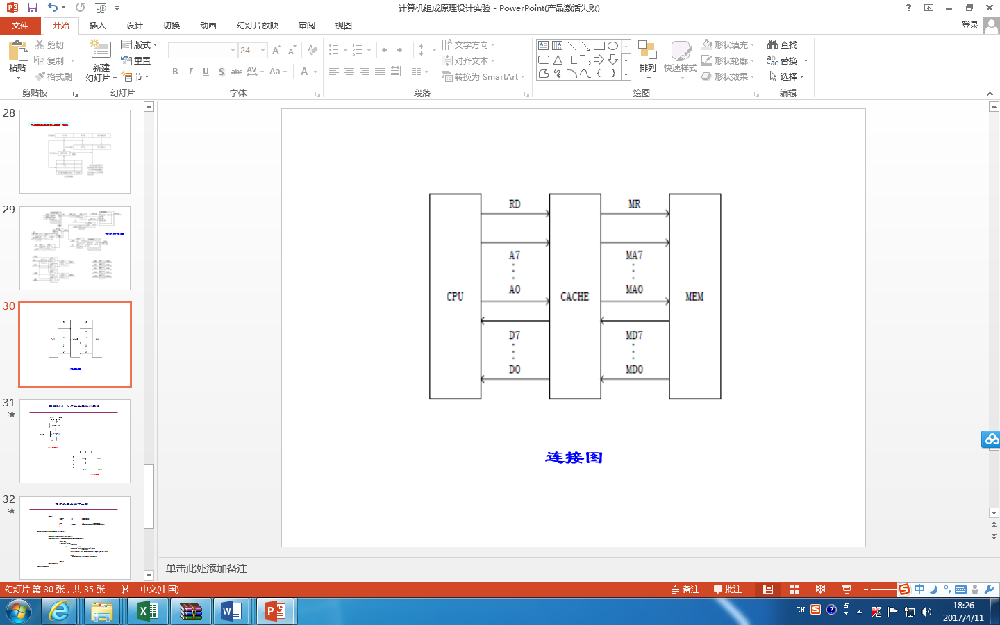 计算机组成原理设计实验 - PowerPoint(产品激活失败)
文件 开始 插入 设计 切换 动画 幻灯片放映 审阅 视图 登录
粘贴 剪切 复制 格式刷
剪贴板
新建 幻灯片 版式 重置 节
幻灯片
24
B I U S abc AV Aa A
字体
文字方向
对齐文本
转换为 SmartArt
段落
排列 快速样式
形状填充
形状轮廓
形状效果
绘图
查找
替换
选择
编辑
28
29
30
31
32
RD MR
A7 MA7
A0 MA0
CPU CACHE MEM
D7 MD7
D0 MD0
连接图
单击此处添加备注
幻灯片 第 30 张，共 35 张 中文(中国) 备注 批注
中
CH
18:26
2017/4/11